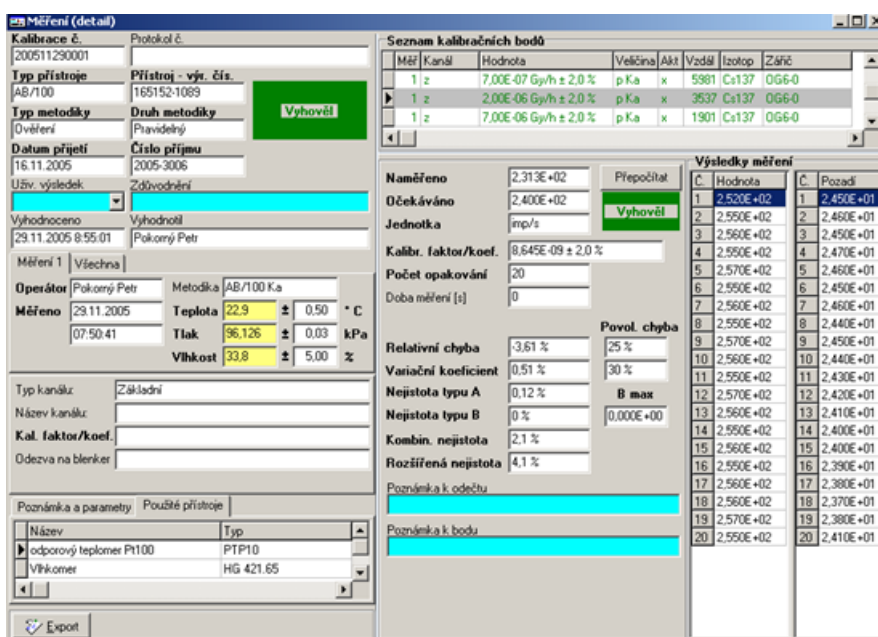 Měření (detail)
Kalibrace č. Protokol č.
200511290001
Typ přístroje Přístroj - výr. čís.
AB/100 165152-1089
Vyhověl
Typ metodiky Druh metodiky
Ověření Pravidelný
Datum přijetí Číslo příjmu
16.11.2005 2005-3006
Uživ. výsledek Zdůvodnění
Vyhodnoceno Vyhodnotil
29.11.2005 8:55:01 Pokorný Petr
Měření 1 Všechna
Operátor Pokorný Petr Metodika AB/100 Ka
Měřeno 29.11.2005 Teplota 22,9 ± 0,50 ° C
07:50:41 Tlak 96,126 ± 0,03 kPa
Vlhkost 33,8 ± 5,00 %
Typ kanálu: Základní
Název kanálu:
Kal. faktor/koef.
Odezva na blenker
Poznámka a parametry Použité přístroje
Název Typ
odporový teplomer Pt100 PTP10
Vlhkomer HG 421.65
Export
Seznam kalibračních bodů
Měř Kanál Hodnota Veličina Akt Vzdál Izotop Zářič
1 z 7,00E-07 Gy/h ± 2,0 % p Ka x 5981 Cs137 OG6-0
1 z 2,00E-06 Gy/h ± 2,0 % p Ka x 3537 Cs137 OG6-0
1 z 7,00E-06 Gy/h ± 2,0 % p Ka x 1901 Cs137 OG6-0
Naměřeno 2,313E+02 Přepočítat
Očekáváno 2,400E+02 Vyhověl
Jednotka imp/s
Kalibr. faktor/koef. 8,645E-09 ± 2,0 %
Počet opakování 20
Doba měření [s] 0
Povol. chyba
Relativní chyba -3,61 % 25 %
Variační koeficient 0,51 % 30 %
Nejistota typu A 0,12 % B max
Nejistota typu B 0 % 0,000E+00
Kombin. nejistota 2,1 %
Rozšířená nejistota 4,1 %
Poznámka k odečtu
Poznámka k bodu
Výsledky měření
Č. Hodnota Č. Pozadí
1 2,520E+02 1 2,450E+01
2 2,550E+02 2 2,460E+01
3 2,560E+02 3 2,450E+01
4 2,550E+02 4 2,470E+01
5 2,570E+02 5 2,460E+01
6 2,550E+02 6 2,450E+01
7 2,560E+02 7 2,460E+01
8 2,550E+02 8 2,440E+01
9 2,570E+02 9 2,450E+01
10 2,560E+02 10 2,440E+01
11 2,550E+02 11 2,430E+01
12 2,570E+02 12 2,420E+01
13 2,560E+02 13 2,410E+01
14 2,550E+02 14 2,400E+01
15 2,560E+02 15 2,400E+01
16 2,550E+02 16 2,390E+01
17 2,560E+02 17 2,380E+01
18 2,560E+02 18 2,370E+01
19 2,570E+02 19 2,380E+01
20 2,550E+02 20 2,410E+01